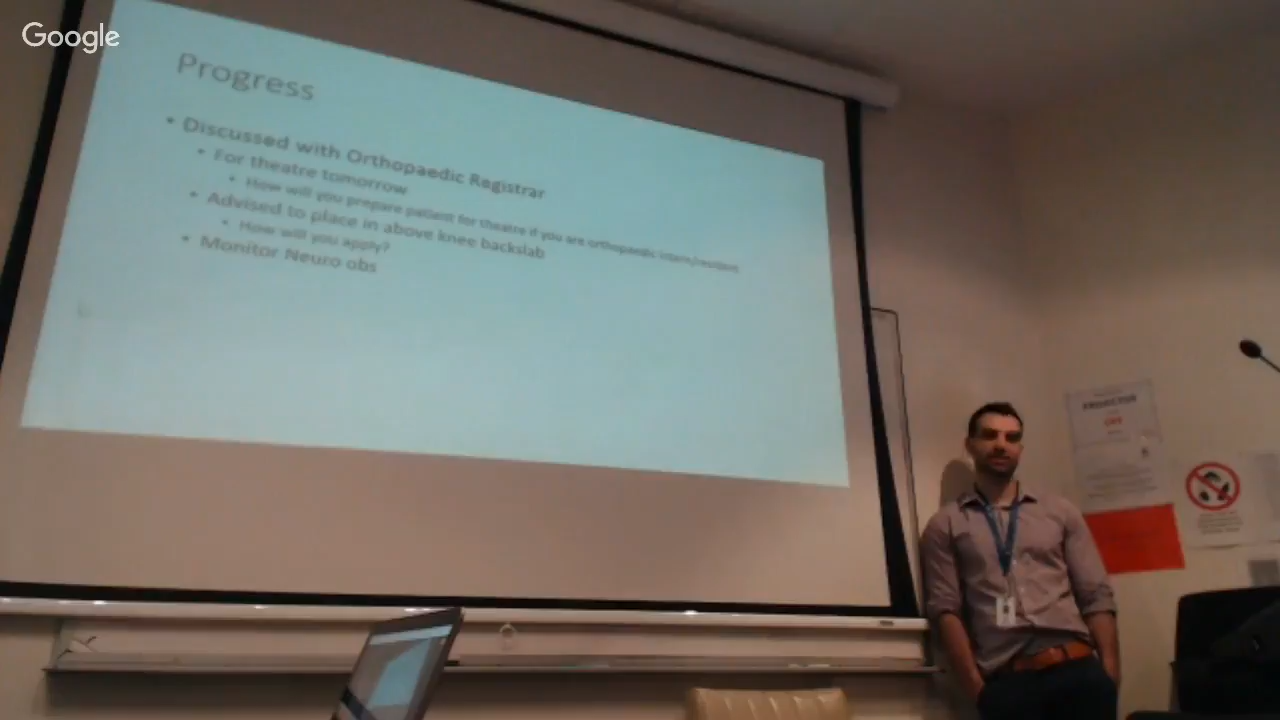 Google
Progress
• Discussed with Orthopaedic Registrar
• For theatre tomorrow
• How will you prepare patient for theatre if you are orthopaedic intern/resident
• Advised to place in above knee backslab
• How will you apply?
• Monitor Neuro obs
PROJECTOR